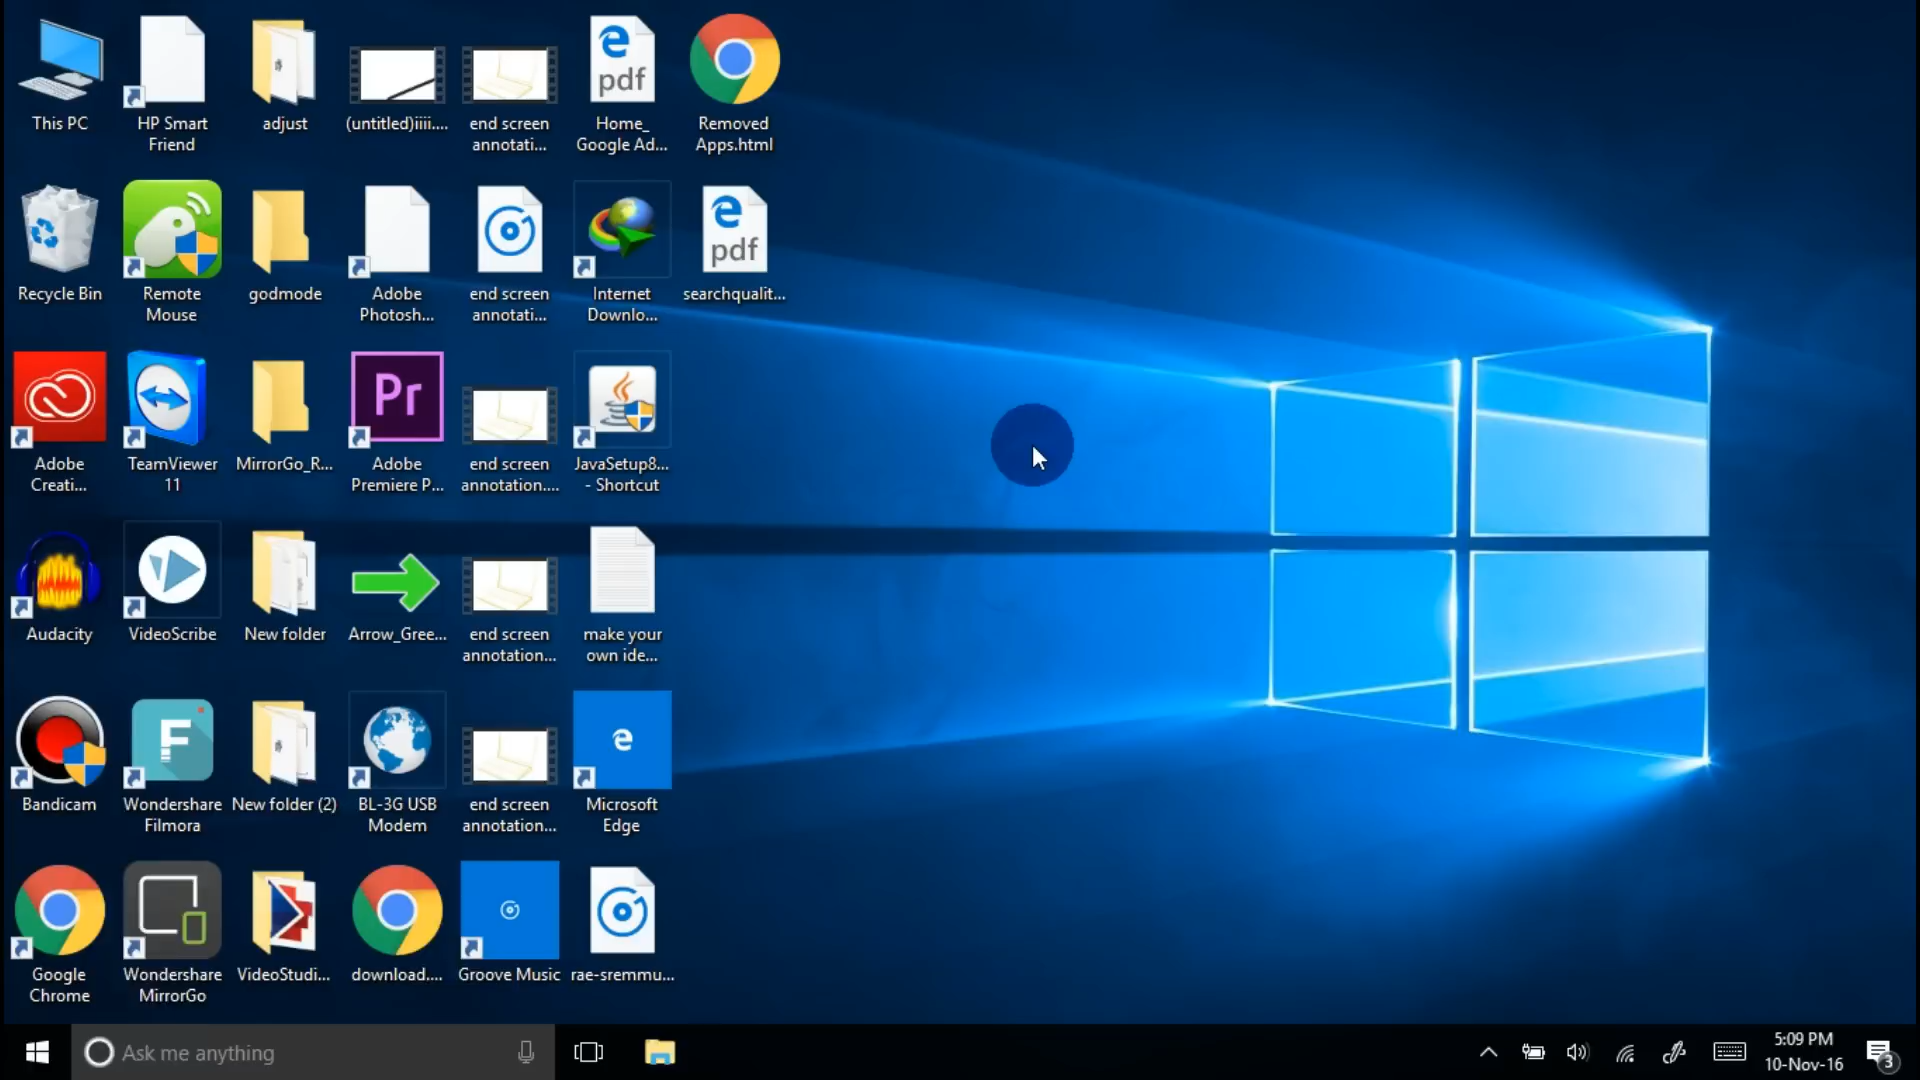 This PC
HP Smart
Friend
adjust
(untitled)iiii....
end screen
annotati...
pdf
Home_
Google Ad...
Removed
Apps.html
Recycle Bin
Remote
Mouse
godmode
Adobe
Photosh...
end screen
annotati...
Internet
Downlo...
pdf
searchqualit...
Adobe
Creati...
TeamViewer
11
MirrorGo_R...
Pr
Adobe
Premiere P...
end screen
annotation....
JavaSetup8...
- Shortcut
Audacity
VideoScribe
New folder
Arrow_Gree...
end screen
annotation...
make your
own ide...
Bandicam
F
Wondershare
Filmora
New folder (2)
BL-3G USB
Modem
end screen
annotation...
Microsoft
Edge
Google
Chrome
Wondershare
MirrorGo
VideoStudi...
download....
Groove Music
rae-sremmu...
Ask me anything
5:09 PM
10-Nov-16
3